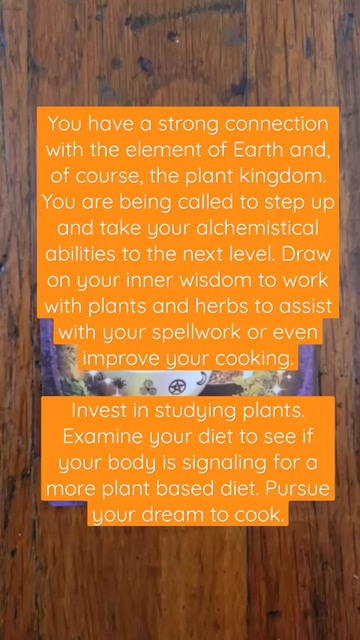 You have a strong connection
with the element of Earth and,
of course, the plant kingdom.
You are being called to step up
and take your alchemistical
abilities to the next level. Draw
on your inner wisdom to work
with plants and herbs to assist
with your spellwork or even
improve your cooking.
Invest in studying plants.
Examine your diet to see if
your body is signaling for a
more plant based diet. Pursue
your dream to cook.